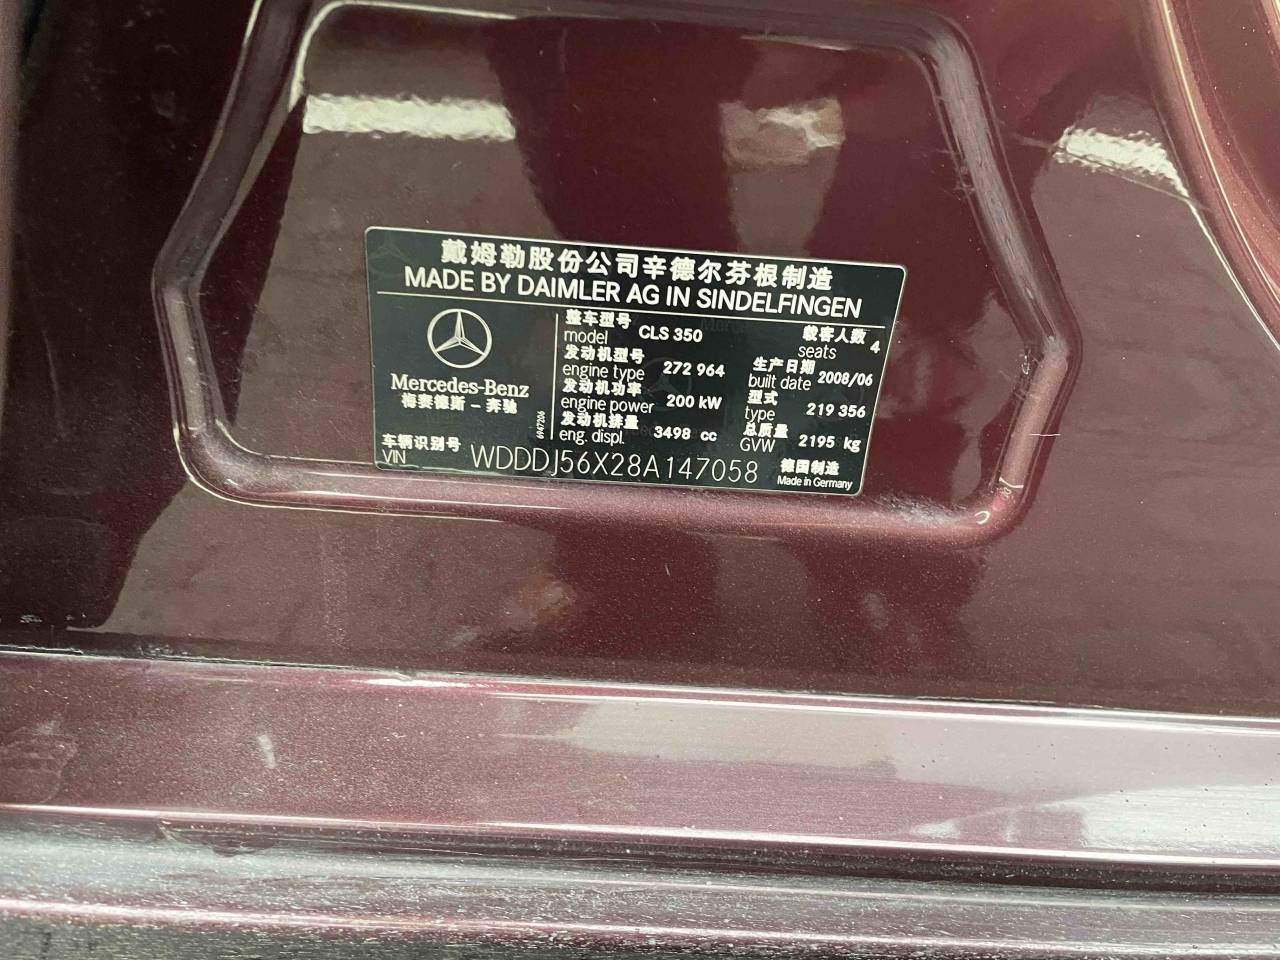 戴姆勒股份公司辛德尔芬根制造
MADE BY DAIMLER AG IN SINDELFINGEN
Mercedes-Benz
梅赛德斯-奔驰
6947206
整车型号
model CLS 350
载客人数
seats 4
发动机型号
engine type 272 964
生产日期
built date 2008/06
发动机功率
engine power 200 kW
型式
type 219 356
发动机排量
eng. displ. 3498 cc
总质量
GVW 2195 kg
车辆识别号
VIN WDDDJ56X28A147058
德国制造
Made in Germany